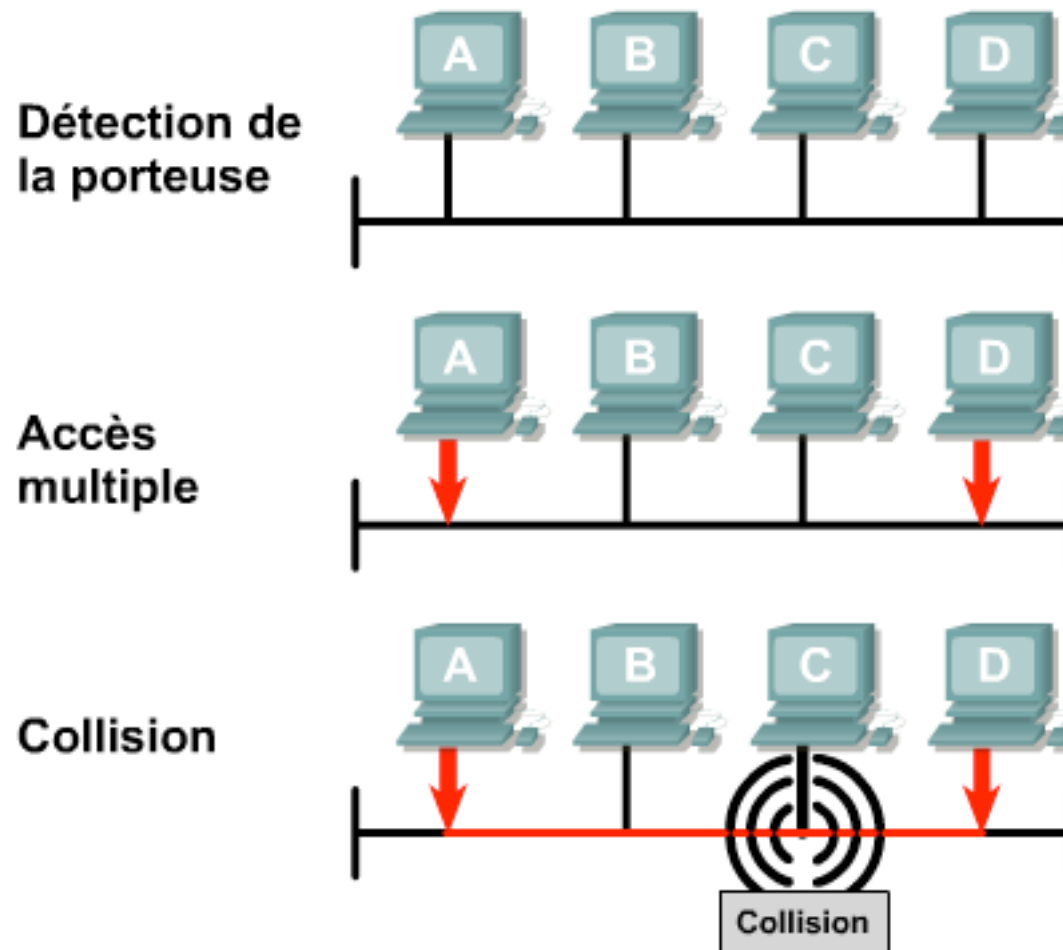 A B C D
Détection de
la porteuse
A B C D
Accès
multiple
A B C D
Collision
Collision